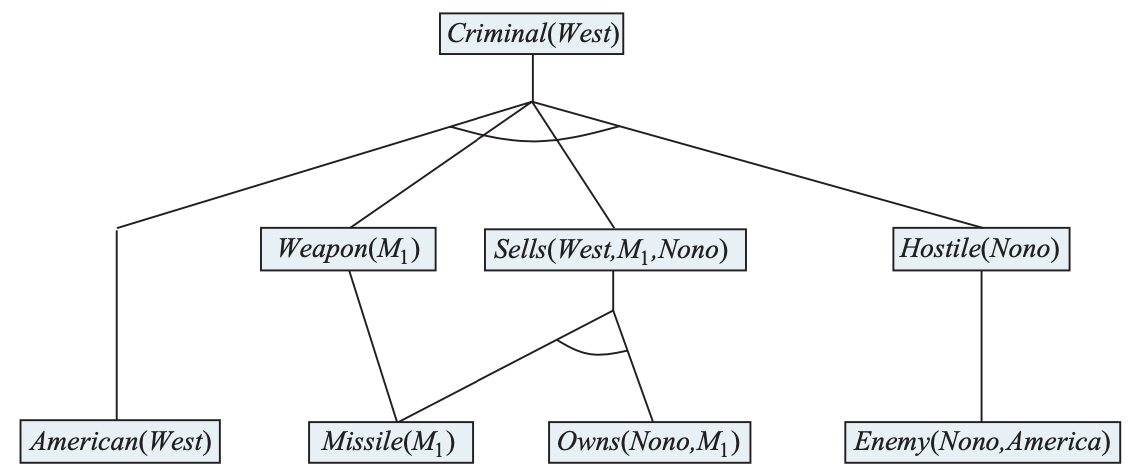 Criminal(West)
Weapon(M₁)
Sells(West,M₁,Nono)
Hostile(Nono)
American(West)
Missile(M₁)
Owns(Nono,M₁)
Enemy(Nono,America)